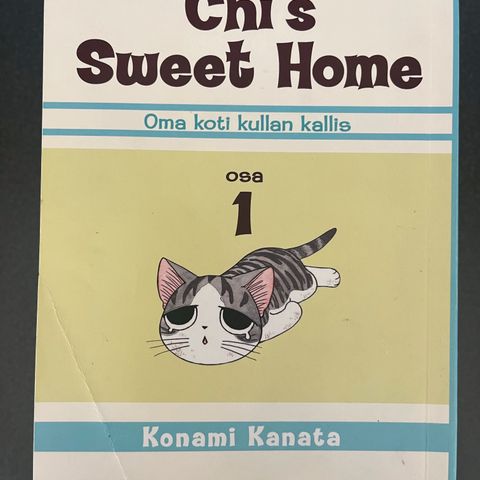 Chi's
Sweet Home
Oma koti kullan kallis
osa
1
Konami Kanata